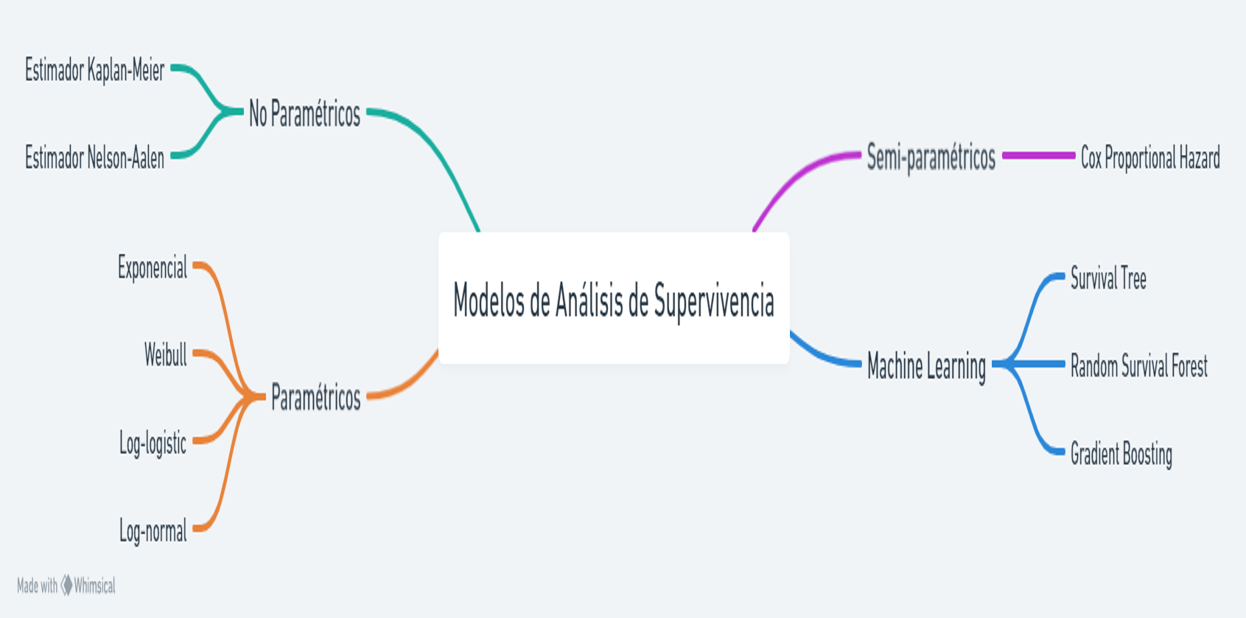 Estimador Kaplan-Meier
Estimador Nelson-Aalen
No Paramétricos
Exponencial
Weibull
Log-logistic
Log-normal
Paramétricos
Modelos de Análisis de Supervivencia
Semi-paramétricos
Cox Proportional Hazard
Machine Learning
Survival Tree
Random Survival Forest
Gradient Boosting
Made with Whimsical